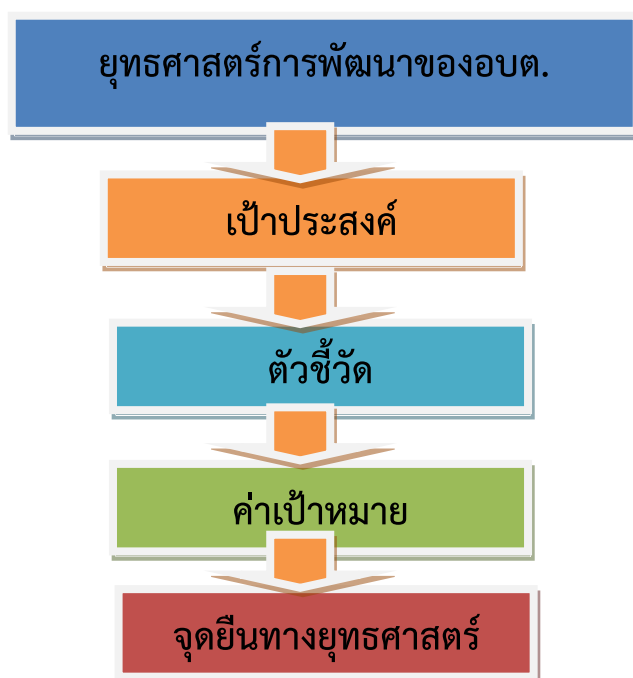 ยุทธศาสตร์การพัฒนาของอบต.
เป้าประสงค์
ตัวชี้วัด
ค่าเป้าหมาย
จุดยืนทางยุทธศาสตร์